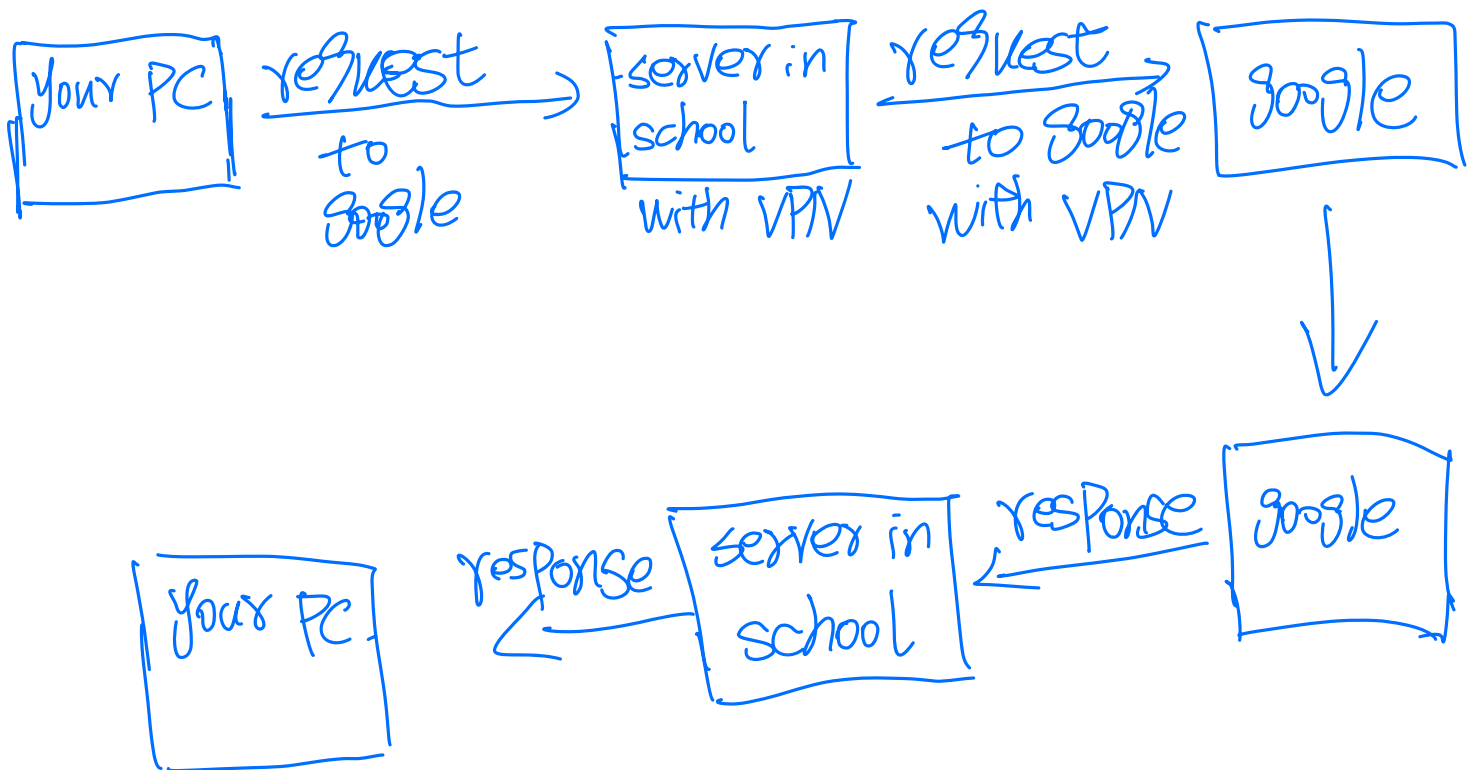 your PC
request
to
google
server in
school
with VPN
request
to google
with VPN
google
google
response
server in
school
response
your PC